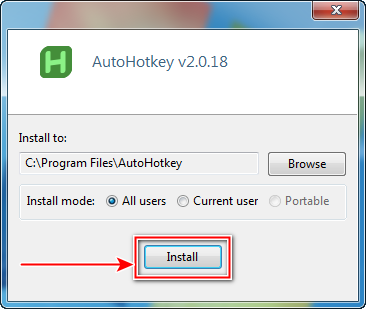 AutoHotkey v2.0.18
Install to:
C:\Program Files\AutoHotkey
Browse
Install mode: All users Current user Portable
Install